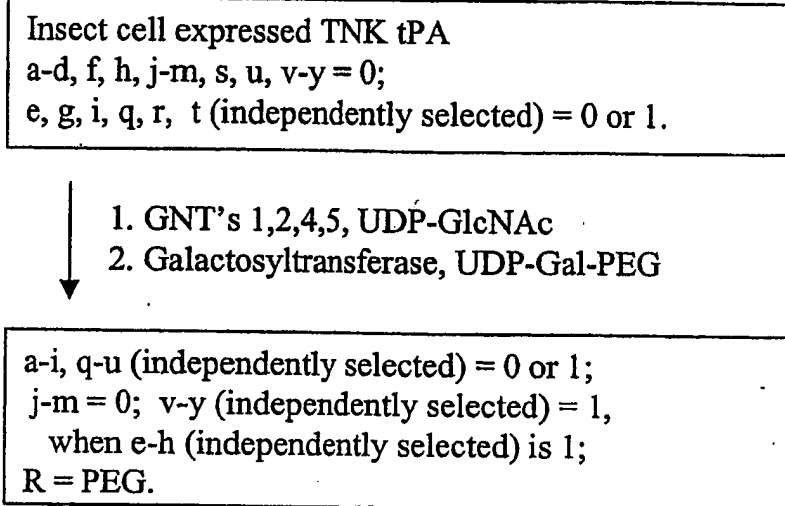 Insect cell expressed TNK tPA
a-d, f, h, j-m, s, u, v-y = 0;
e, g, i, q, r, t (independently selected) = 0 or 1.
1. GNT's 1,2,4,5, UDP-GlcNAc
2. Galactosyltransferase, UDP-Gal-PEG
a-i, q-u (independently selected) = 0 or 1;
j-m = 0; v-y (independently selected) = 1,
when e-h (independently selected) is 1;
R = PEG.